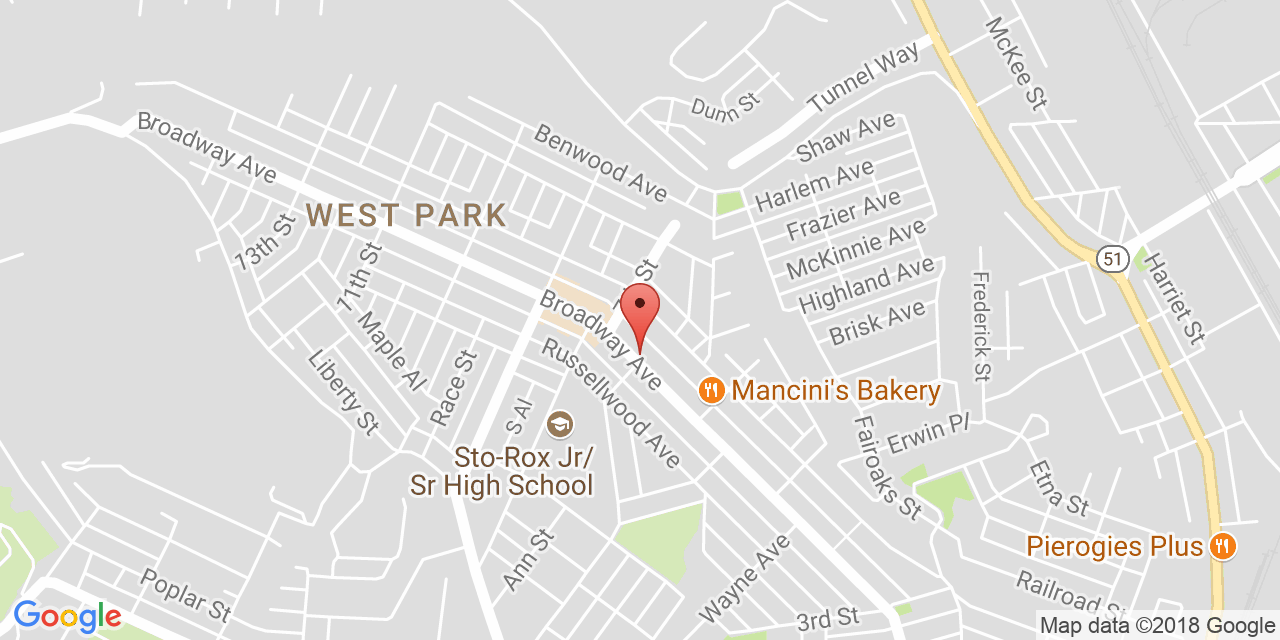 McKee St
Tunnel Way
Dunn St
Shaw Ave
Broadway Ave
Benwood Ave
Harlem Ave
Frazier Ave
WEST PARK
McKinnie Ave
13th St
11th St
51
Highland Ave
Harriet St
St
Brisk Ave
Frederick St
Broadway Ave
Maple Al
Liberty St
Race St
Russellwood Ave
Mancini's Bakery
S Al
Fairoaks St
Erwin Pl
Sto-Rox Jr/
Sr High School
Etna St
Ann St
Pierogies Plus
Wayne Ave
Poplar St
Railroad St
3rd St
Google
Map data ©2018 Google